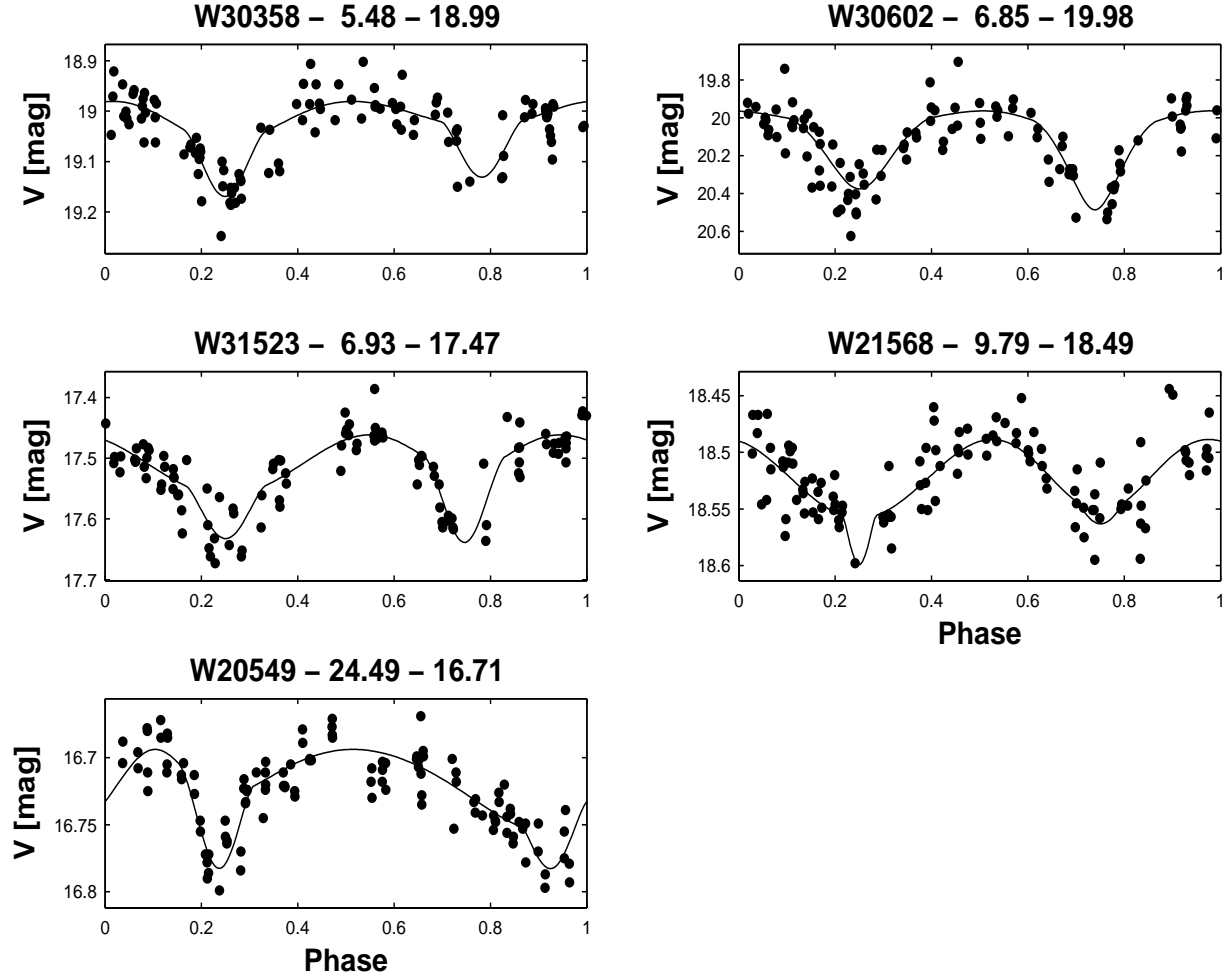 W30358 – 5.48 – 18.99
V [mag]
18.9
19
19.1
19.2
0 0.2 0.4 0.6 0.8 1
W30602 – 6.85 – 19.98
V [mag]
19.8
20
20.2
20.4
20.6
0 0.2 0.4 0.6 0.8 1
W31523 – 6.93 – 17.47
V [mag]
17.4
17.5
17.6
17.7
0 0.2 0.4 0.6 0.8 1
W21568 – 9.79 – 18.49
V [mag]
18.45
18.5
18.55
18.6
0 0.2 0.4 0.6 0.8 1
Phase
W20549 – 24.49 – 16.71
V [mag]
16.7
16.75
16.8
0 0.2 0.4 0.6 0.8 1
Phase